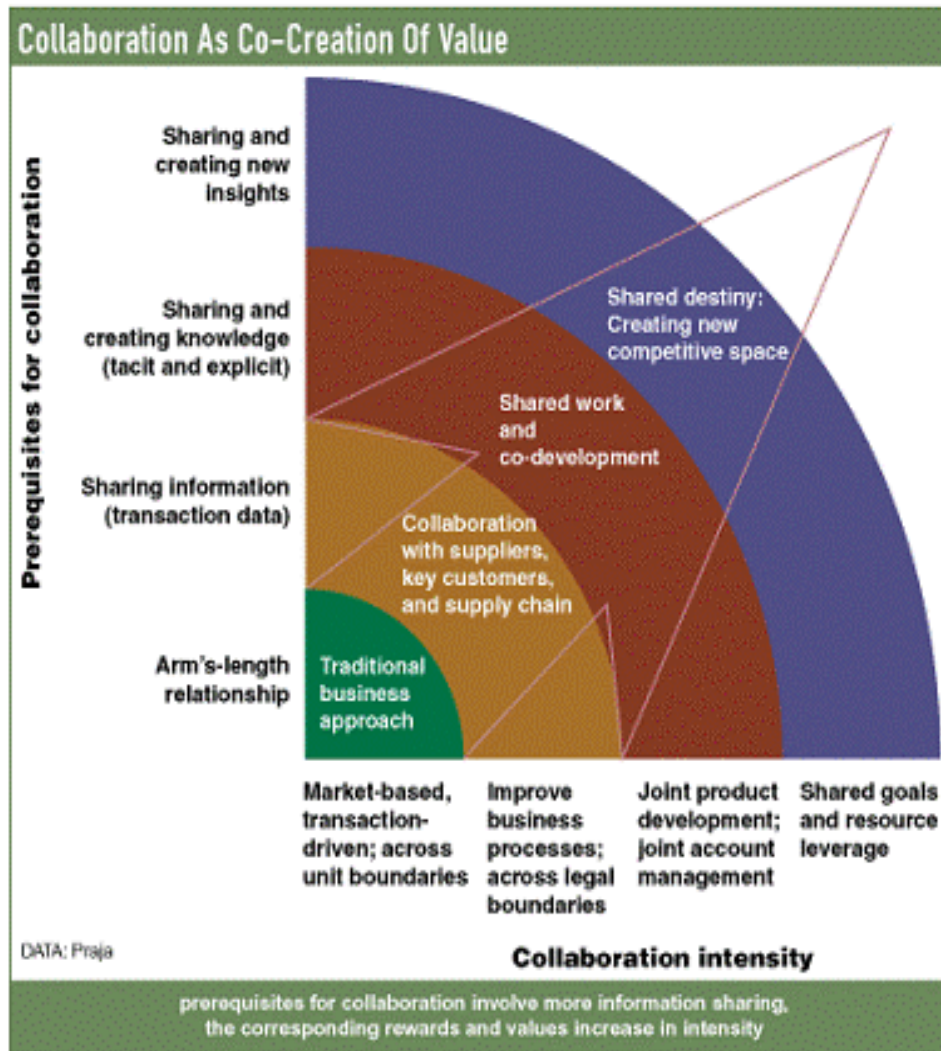 Collaboration As Co-Creation Of Value
Prerequisites for collaboration
Sharing and
creating new
insights
Sharing and
creating knowledge
(tacit and explicit)
Sharing information
(transaction data)
Arm's-length
relationship
Shared destiny:
Creating new
competitive space
Shared work
and
co-development
Collaboration
with suppliers,
key customers,
and supply chain
Traditional
business
approach
Market-based,
transaction-
driven; across
unit boundaries
Improve
business
processes;
across legal
boundaries
Joint product
development;
joint account
management
Shared goals
and resource
leverage
DATA: Praja
Collaboration intensity
prerequisites for collaboration involve more information sharing,
the corresponding rewards and values increase in intensity